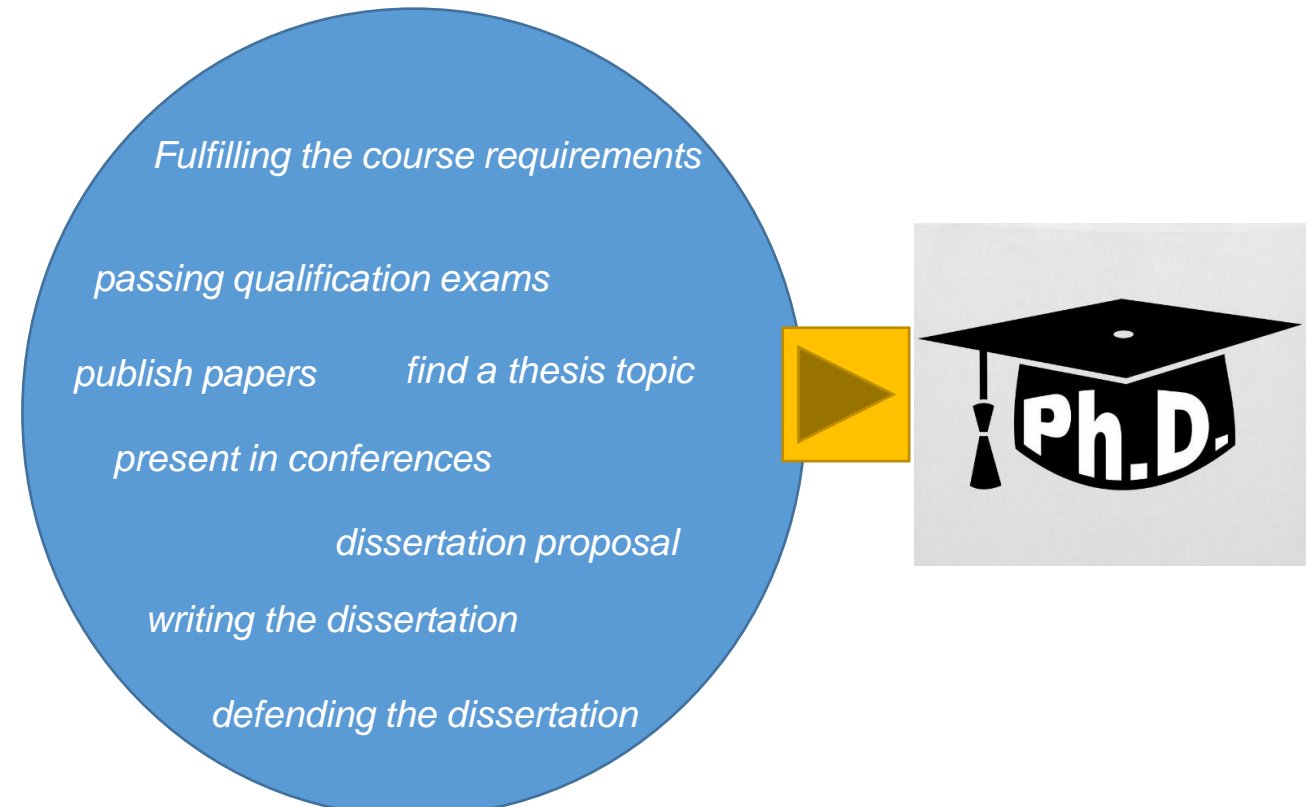 Fulfilling the course requirements
passing qualification exams
publish papers
find a thesis topic
present in conferences
dissertation proposal
writing the dissertation
defending the dissertation
Ph.D.